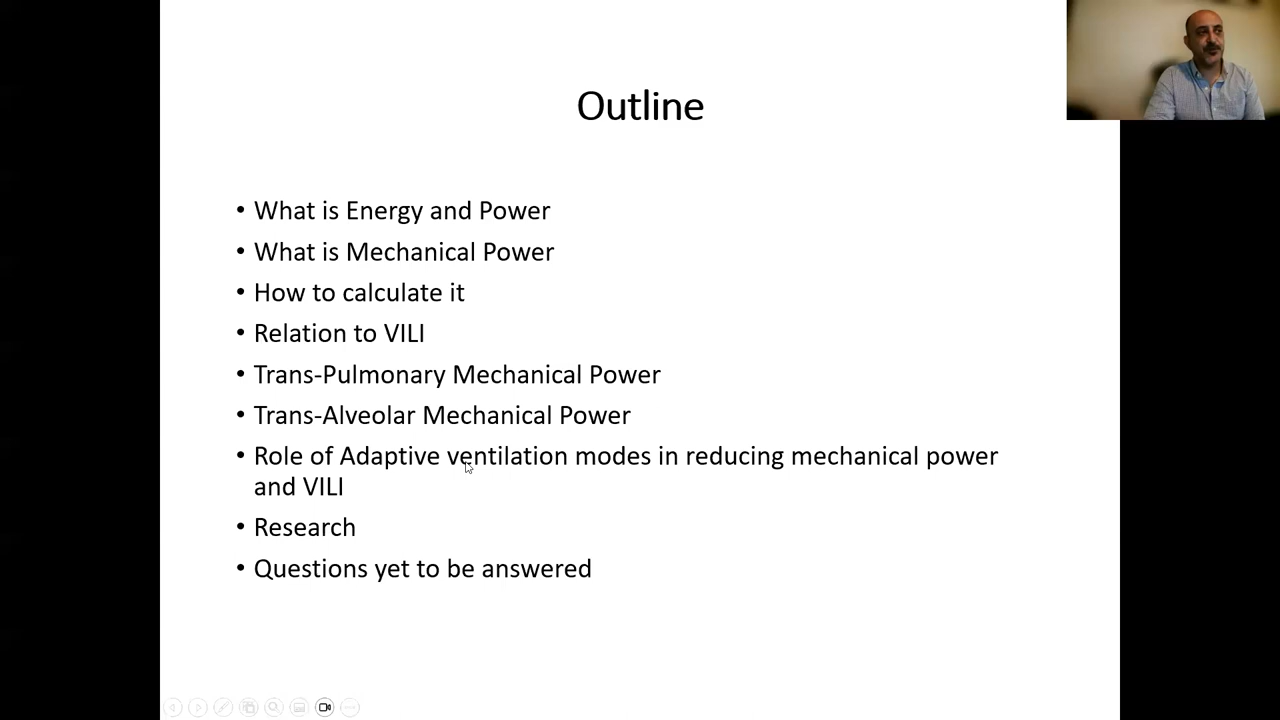 Outline
• What is Energy and Power
• What is Mechanical Power
• How to calculate it
• Relation to VILI
• Trans-Pulmonary Mechanical Power
• Trans-Alveolar Mechanical Power
• Role of Adaptive ventilation modes in reducing mechanical power
and VILI
• Research
• Questions yet to be answered